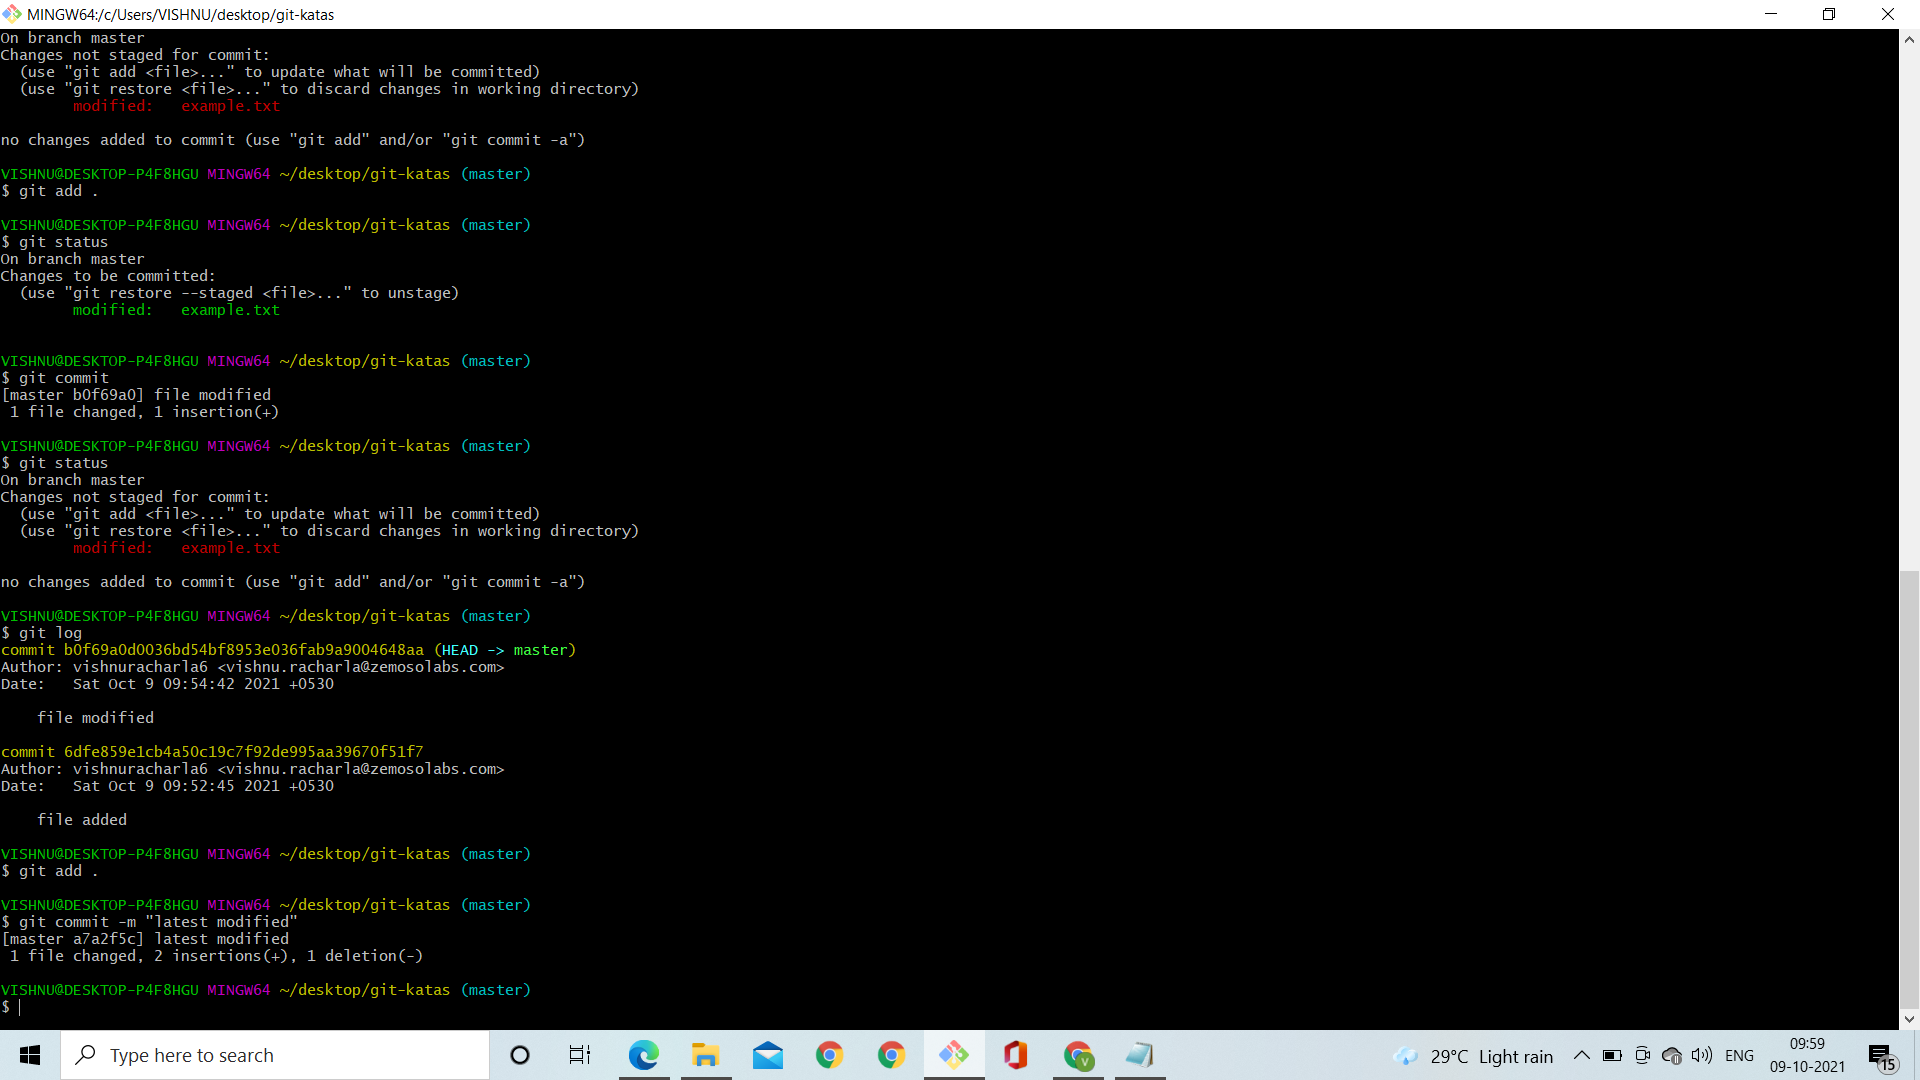 MINGW64:/c/Users/VISHNU/desktop/git-katas
On branch master
Changes not staged for commit:
  (use "git add <file>..." to update what will be committed)
  (use "git restore <file>..." to discard changes in working directory)
        modified:   example.txt

no changes added to commit (use "git add" and/or "git commit -a")

VISHNU@DESKTOP-P4F8HGU MINGW64 ~/desktop/git-katas (master)
$ git add .

VISHNU@DESKTOP-P4F8HGU MINGW64 ~/desktop/git-katas (master)
$ git status
On branch master
Changes to be committed:
  (use "git restore --staged <file>..." to unstage)
        modified:   example.txt


VISHNU@DESKTOP-P4F8HGU MINGW64 ~/desktop/git-katas (master)
$ git commit
[master b0f69a0] file modified
 1 file changed, 1 insertion(+)

VISHNU@DESKTOP-P4F8HGU MINGW64 ~/desktop/git-katas (master)
$ git status
On branch master
Changes not staged for commit:
  (use "git add <file>..." to update what will be committed)
  (use "git restore <file>..." to discard changes in working directory)
        modified:   example.txt

no changes added to commit (use "git add" and/or "git commit -a")

VISHNU@DESKTOP-P4F8HGU MINGW64 ~/desktop/git-katas (master)
$ git log
commit b0f69a0d0036bd54bf8953e036fab9a9004648aa (HEAD -> master)
Author: vishnuracharla6 <vishnu.racharla@zemosolabs.com>
Date:   Sat Oct 9 09:54:42 2021 +0530

    file modified

commit 6dfe859e1cb4a50c19c7f92de995aa39670f51f7
Author: vishnuracharla6 <vishnu.racharla@zemosolabs.com>
Date:   Sat Oct 9 09:52:45 2021 +0530

    file added

VISHNU@DESKTOP-P4F8HGU MINGW64 ~/desktop/git-katas (master)
$ git add .

VISHNU@DESKTOP-P4F8HGU MINGW64 ~/desktop/git-katas (master)
$ git commit -m "latest modified"
[master a7a2f5c] latest modified
 1 file changed, 2 insertions(+), 1 deletion(-)

VISHNU@DESKTOP-P4F8HGU MINGW64 ~/desktop/git-katas (master)
$
Type here to search
V
29°C Light rain
ENG
09:59
09-10-2021
15